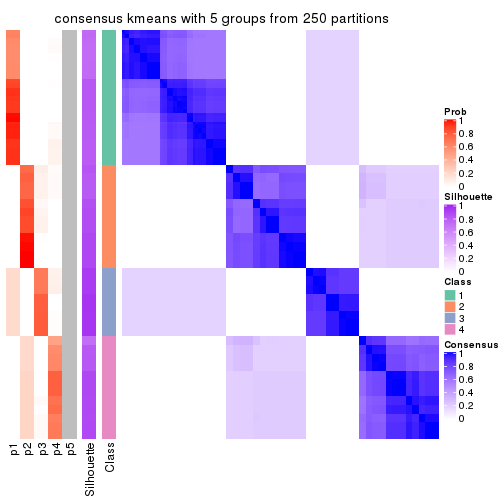 consensus kmeans with 5 groups from 250 partitions
Prob
1
0.8
0.6
0.4
0.2
0
Silhouette
1
0.8
0.6
0.4
0.2
0
Class
1
2
3
4
Consensus
1
0.8
0.6
0.4
0.2
0
p1
p2
p3
p4
p5
Silhouette
Class